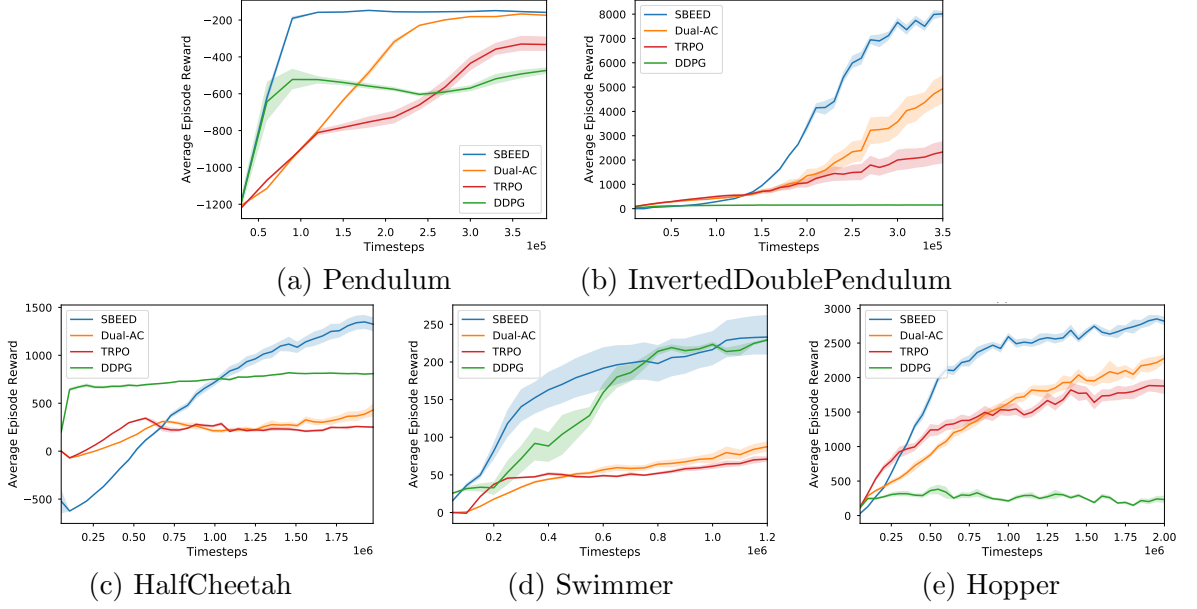 Average Episode Reward
−200
−400
−600
−800
−1000
−1200
SBEED
Dual-AC
TRPO
DDPG
0.5 1.0 1.5 2.0 2.5 3.0 3.5
Timesteps
1e5
(a) Pendulum
Average Episode Reward
8000
7000
6000
5000
4000
3000
2000
1000
0
SBEED
Dual-AC
TRPO
DDPG
0.5 1.0 1.5 2.0 2.5 3.0 3.5
Timesteps
1e5
(b) InvertedDoublePendulum
Average Episode Reward
1500
1000
500
0
−500
SBEED
Dual-AC
TRPO
DDPG
0.25 0.50 0.75 1.00 1.25 1.50 1.75
Timesteps
1e6
(c) HalfCheetah
Average Episode Reward
250
200
150
100
50
0
SBEED
Dual-AC
TRPO
DDPG
0.2 0.4 0.6 0.8 1.0 1.2
Timesteps
1e6
(d) Swimmer
Average Episode Reward
3000
2500
2000
1500
1000
500
0
SBEED
Dual-AC
TRPO
DDPG
0.25 0.50 0.75 1.00 1.25 1.50 1.75 2.00
Timesteps
1e6
(e) Hopper